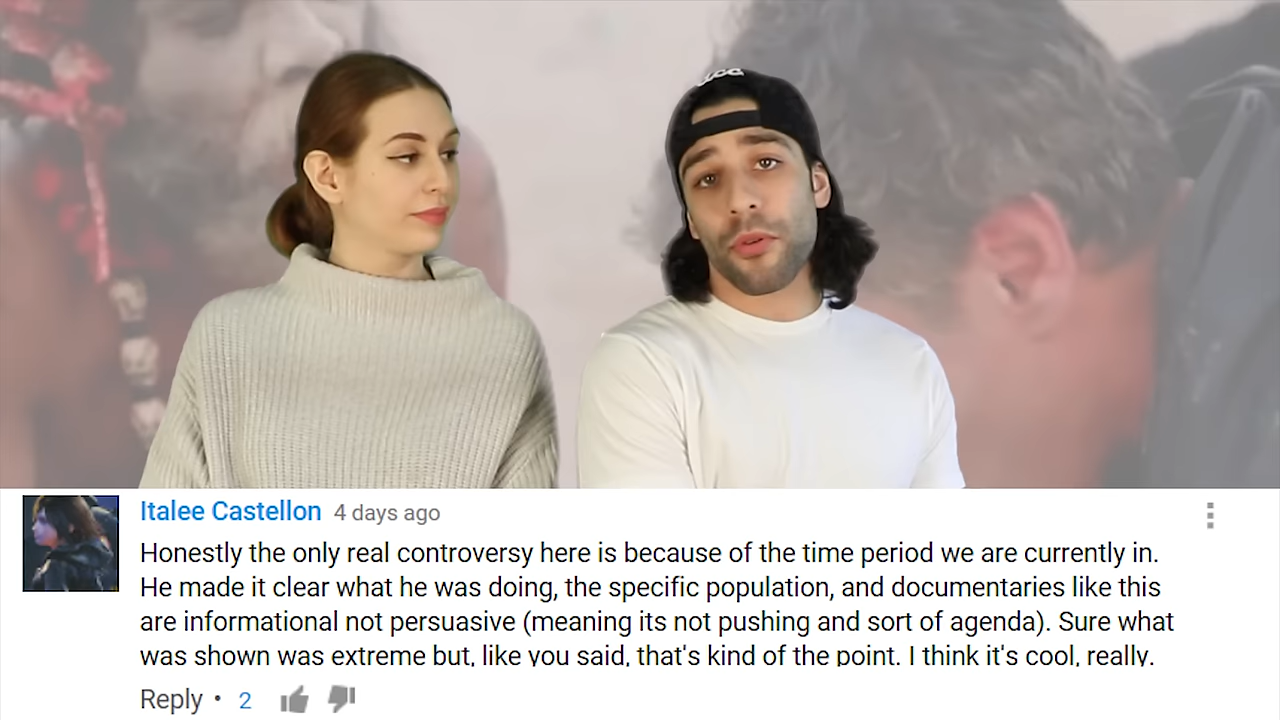 Italee Castellon 4 days ago
Honestly the only real controversy here is because of the time period we are currently in.
He made it clear what he was doing, the specific population, and documentaries like this
are informational not persuasive (meaning its not pushing and sort of agenda). Sure what
was shown was extreme but, like you said, that's kind of the point. I think it's cool, really.
Reply • 2